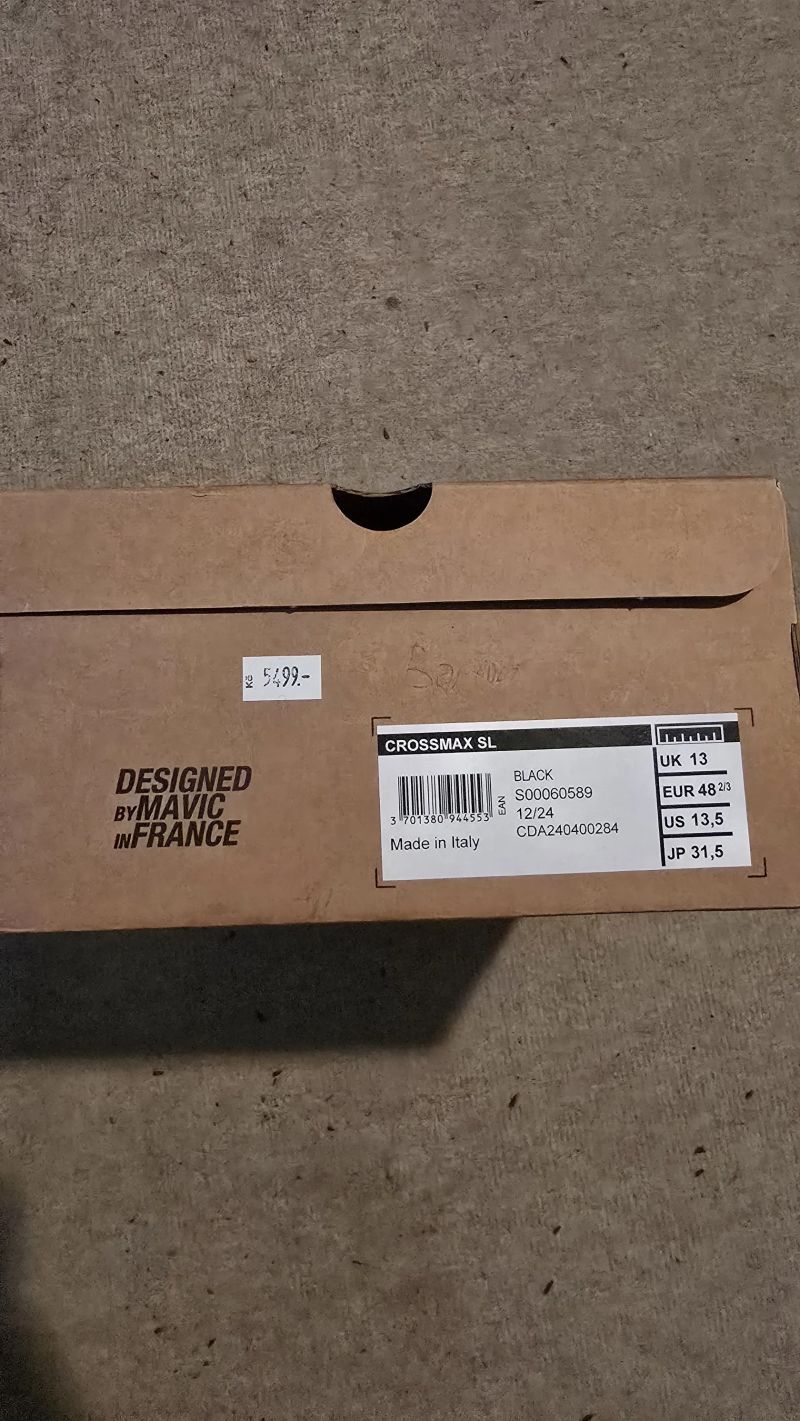 Kč 5499.-
DESIGNED
BY MAVIC
IN FRANCE
CROSSMAX SL
3 701380 944553
EAN
Made in Italy
BLACK
S00060589
12/24
CDA240400284
UK 13
EUR 48 2/3
US 13,5
JP 31,5